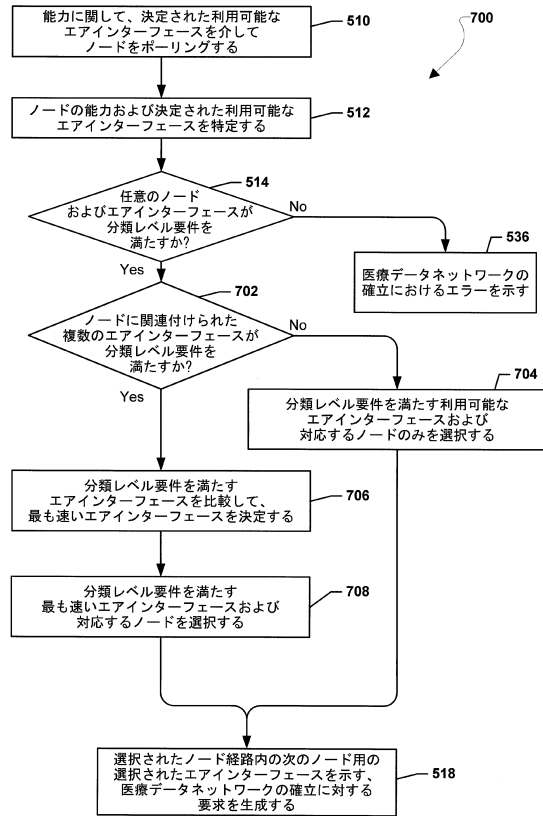 能力に関して、決定された利用可能な
エアインターフェースを介して
ノードをポーリングする
510
700
ノードの能力および決定された利用可能な
エアインターフェースを特定する
512
514
任意のノード
およびエアインターフェースが
分類レベル要件を
満たすか?
No
Yes
536
医療データネットワークの
確立におけるエラーを示す
702
ノードに関連付けられた
複数のエアインターフェースが
分類レベル要件を
満たすか?
No
Yes
704
分類レベル要件を満たす利用可能な
エアインターフェースおよび
対応するノードのみを選択する
分類レベル要件を満たす
エアインターフェースを比較して、
最も速いエアインターフェースを決定する
706
分類レベル要件を満たす
最も速いエアインターフェースおよび
対応するノードを選択する
708
選択されたノード経路内の次のノード用の
選択されたエアインターフェースを示す、
医療データネットワークの確立に対する
要求を生成する
518